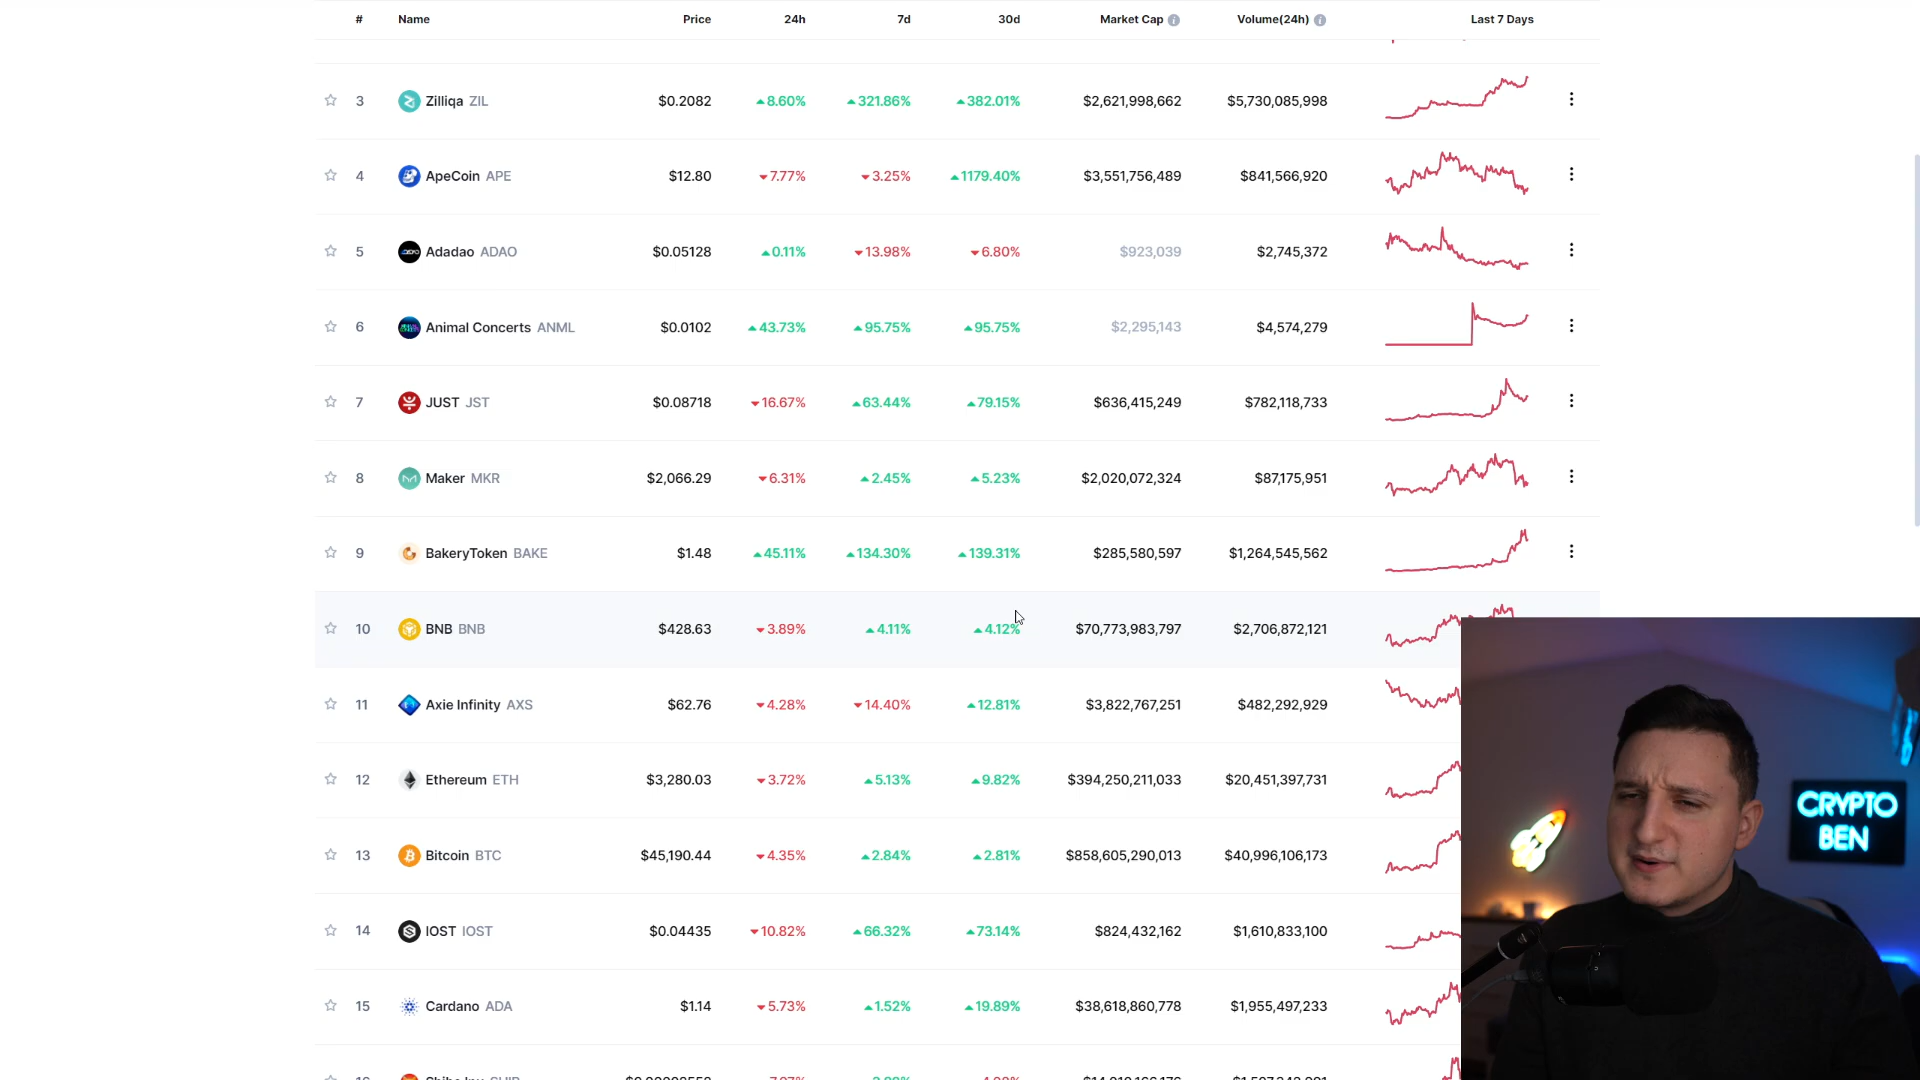 # Name Price 24h 7d 30d Market Cap Volume(24h) Last 7 Days
3 Zilliqa ZIL $0.2082 8.60% 321.86% 382.01% $2,621,998,662 $5,730,085,998
4 ApeCoin APE $12.80 7.77% 3.25% 1179.40% $3,551,756,489 $841,566,920
5 Adadao ADAO $0.05128 0.11% 13.98% 6.80% $923,039 $2,745,372
6 Animal Concerts ANML $0.0102 43.73% 95.75% 95.75% $2,295,143 $4,574,279
7 JUST JST $0.08718 16.67% 63.44% 79.15% $636,415,249 $782,118,733
8 Maker MKR $2,066.29 6.31% 2.45% 5.23% $2,020,072,324 $87,175,951
9 BakeryToken BAKE $1.48 45.11% 134.30% 139.31% $285,580,597 $1,264,545,562
10 BNB BNB $428.63 3.89% 4.11% 4.12% $70,773,983,797 $2,706,872,121
11 Axie Infinity AXS $62.76 4.28% 14.40% 12.81% $3,822,767,251 $482,292,929
12 Ethereum ETH $3,280.03 3.72% 5.13% 9.82% $394,250,211,033 $20,451,397,731
13 Bitcoin BTC $45,190.44 4.35% 2.84% 2.81% $858,605,290,013 $40,996,106,173
14 IOST IOST $0.04435 10.82% 66.32% 73.14% $824,432,162 $1,610,833,100
15 Cardano ADA $1.14 5.73% 1.52% 19.89% $38,618,860,778 $1,955,497,233
CRYPTO
BEN